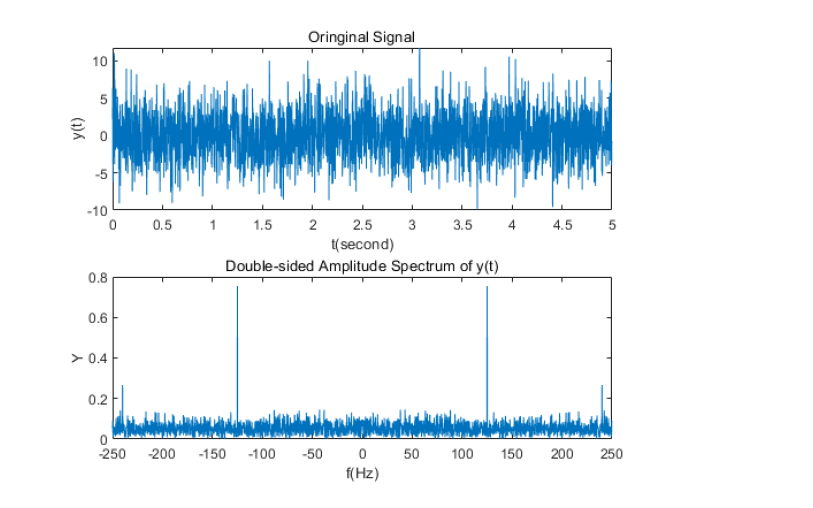 Oringinal Signal
10
5
0
-5
-10
y(t)
0 0.5 1 1.5 2 2.5 3 3.5 4 4.5 5
t(second)
Double-sided Amplitude Spectrum of y(t)
0.8
0.6
0.4
0.2
0
Y
-250 -200 -150 -100 -50 0 50 100 150 200 250
f(Hz)